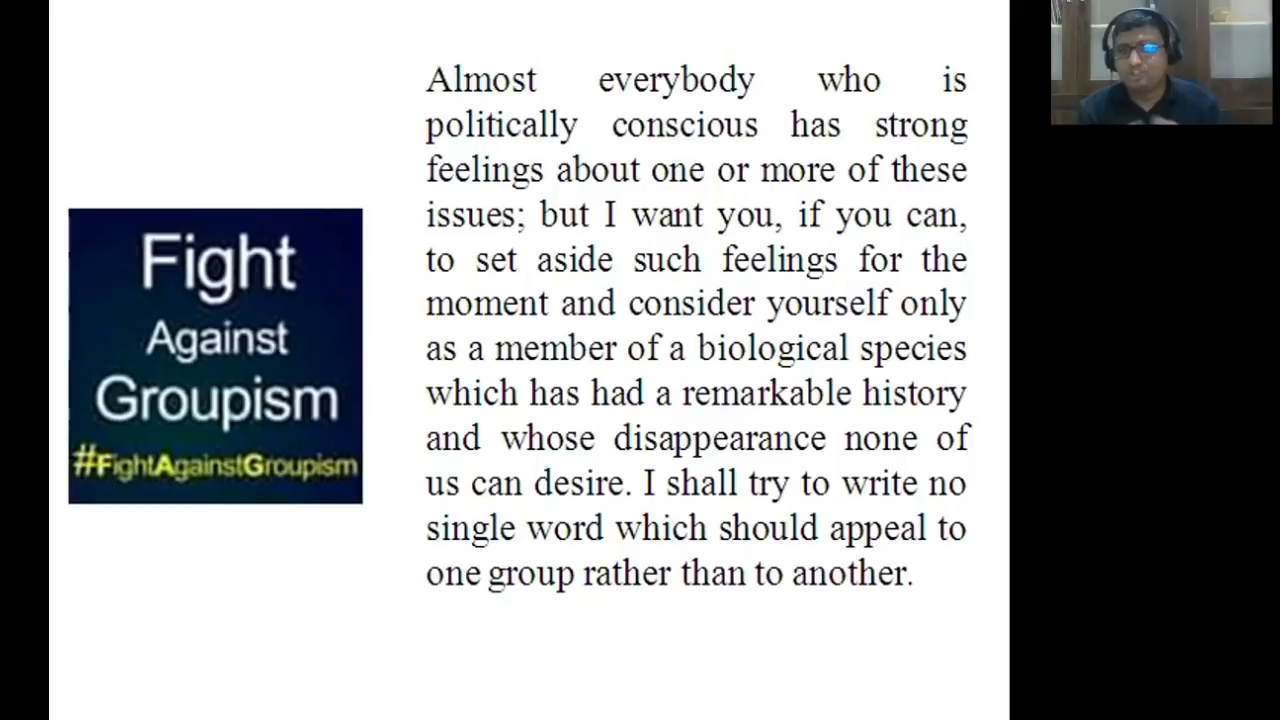 Fight
Against
Groupism
#FightAgainstGroupism
Almost everybody who is
politically conscious has strong
feelings about one or more of these
issues; but I want you, if you can,
to set aside such feelings for the
moment and consider yourself only
as a member of a biological species
which has had a remarkable history
and whose disappearance none of
us can desire. I shall try to write no
single word which should appeal to
one group rather than to another.